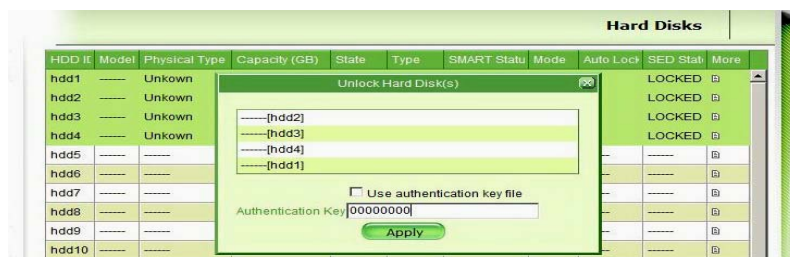 Hard Disks
HDD IE Model Physical Type Capacity (GB) State Type SMART Statu Mode Auto Lock SED Stat More
hdd1 ------ Unkown LOCKED
hdd2 ------ Unkown LOCKED
hdd3 ------ Unkown LOCKED
hdd4 ------ Unkown LOCKED
hdd5 ------ ------ ------
hdd6 ------ ------ ------
hdd7 ------ ------ ------
hdd8 ------ ------ ------
hdd9 ------ ------ ------
hdd10 ------ ------ ------
Unlock Hard Disk(s)
------[hdd2]
------[hdd3]
------[hdd4]
------[hdd1]
Use authentication key file
Authentication Key 00000000
Apply